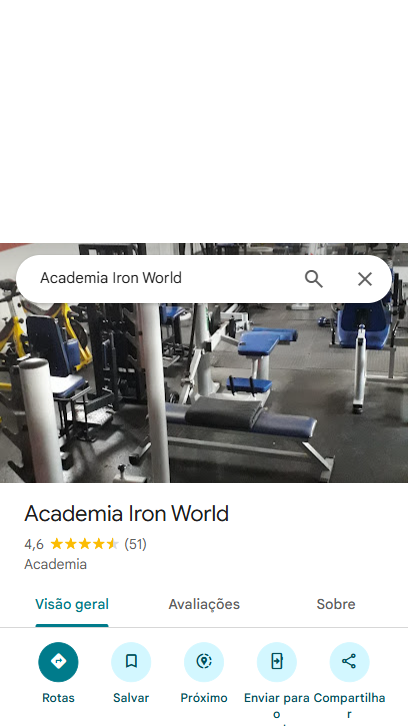 Academia Iron World
Academia Iron World
4,6 (51)
Academia
Visão geral Avaliações Sobre
Rotas Salvar Próximo Enviar para o Compartilhar